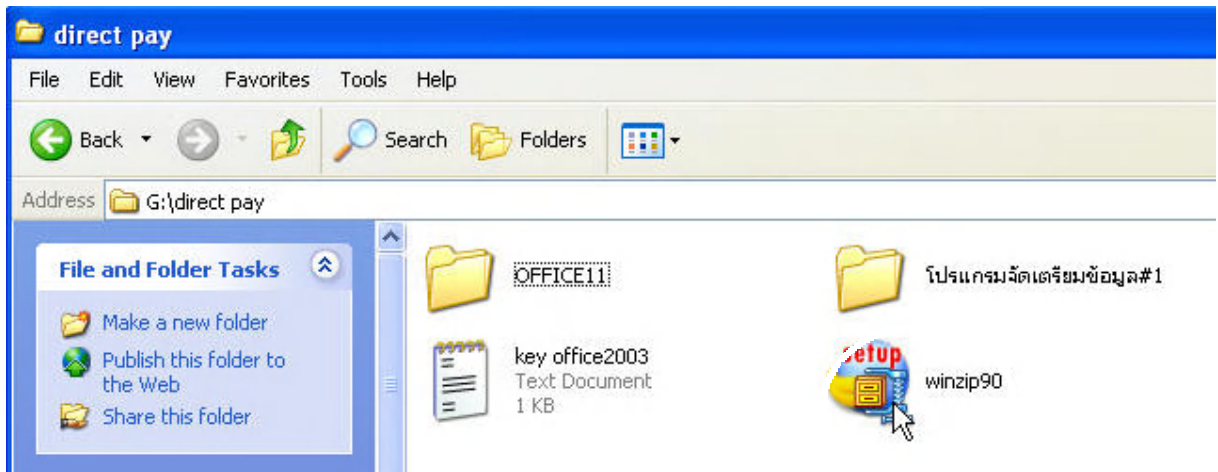 direct pay
File Edit View Favorites Tools Help
Back Search Folders
Address G:\direct pay
File and Folder Tasks
Make a new folder
Publish this folder to
the Web
Share this folder
OFFICE11
โปรแกรมจัดเตรียมข้อมูล#1
key office2003
Text Document
1 KB
setup
winzip90